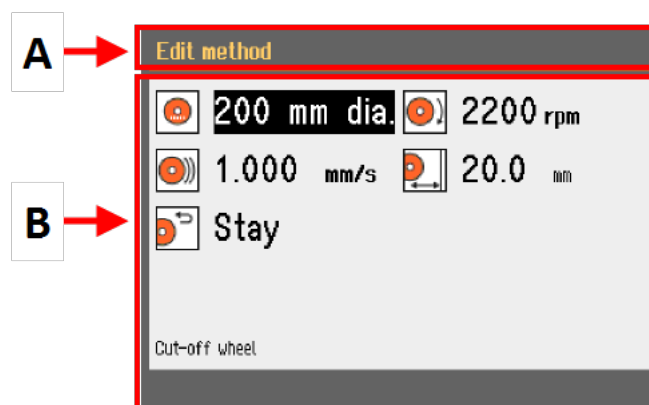 A
Edit method
200 mm dia. 2200 rpm
1.000 mm/s 20.0 mm
B
Stay
Cut-off wheel